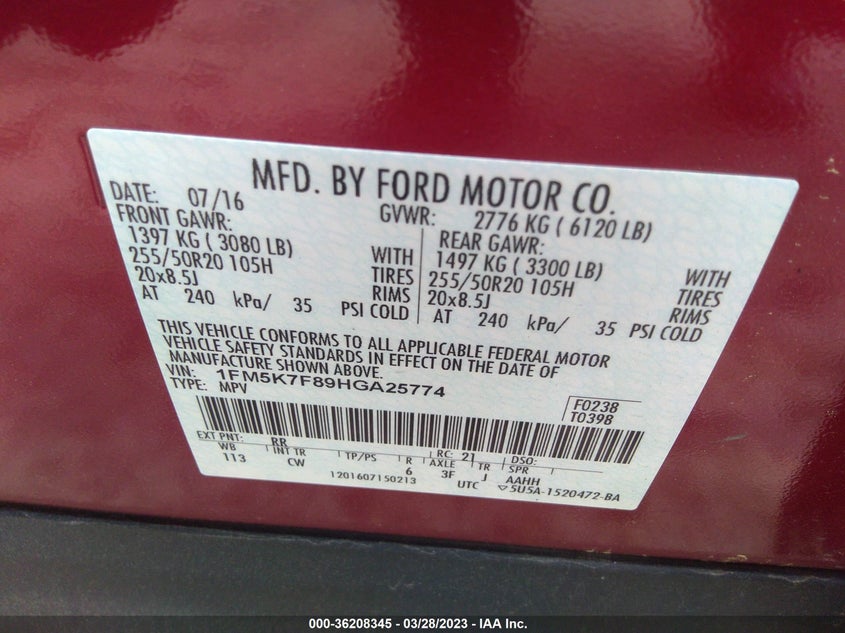 MFD. BY FORD MOTOR CO.
DATE: 07/16 GVWR: 2776 KG ( 6120 LB)
FRONT GAWR: REAR GAWR:
1397 KG ( 3080 LB) WITH 1497 KG ( 3300 LB) WITH
255/50R20 105H TIRES 255/50R20 105H TIRES
20x8.5J RIMS 20x8.5J RIMS
AT 240 kPa/ 35 PSI COLD AT 240 kPa/ 35 PSI COLD
THIS VEHICLE CONFORMS TO ALL APPLICABLE FEDERAL MOTOR
VEHICLE SAFETY STANDARDS IN EFFECT ON THE DATE OF
MANUFACTURE SHOWN ABOVE.
VIN: 1FM5K7F89HGA25774
TYPE: MPV
F0238
T0398
EXT PNT: RR RC: 21 DSO:
WB INT TR TP/PS R AXLE TR SPR
113 CW 6 3F J AAHH
1201607150213 UTC ▽5U5A-1520472-BA
000-36208345 - 03/28/2023 - IAA Inc.